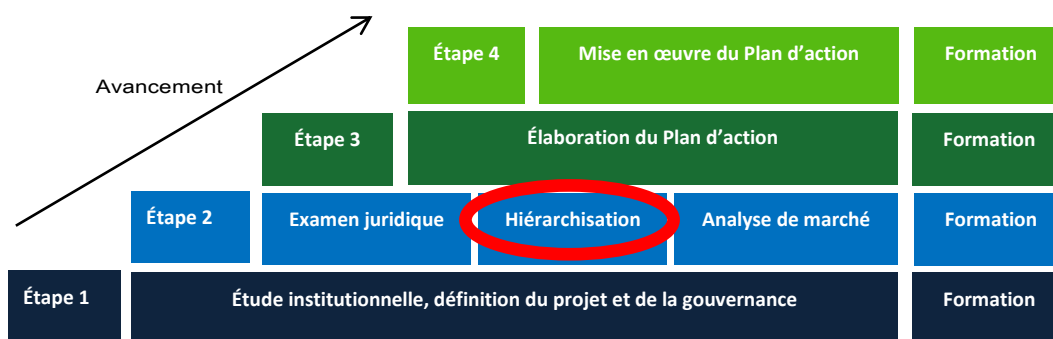 Étape 4 Mise en œuvre du Plan d’action Formation
Avancement
Étape 3 Élaboration du Plan d’action Formation
Étape 2 Examen juridique Hiérarchisation Analyse de marché Formation
Étape 1 Étude institutionnelle, définition du projet et de la gouvernance Formation